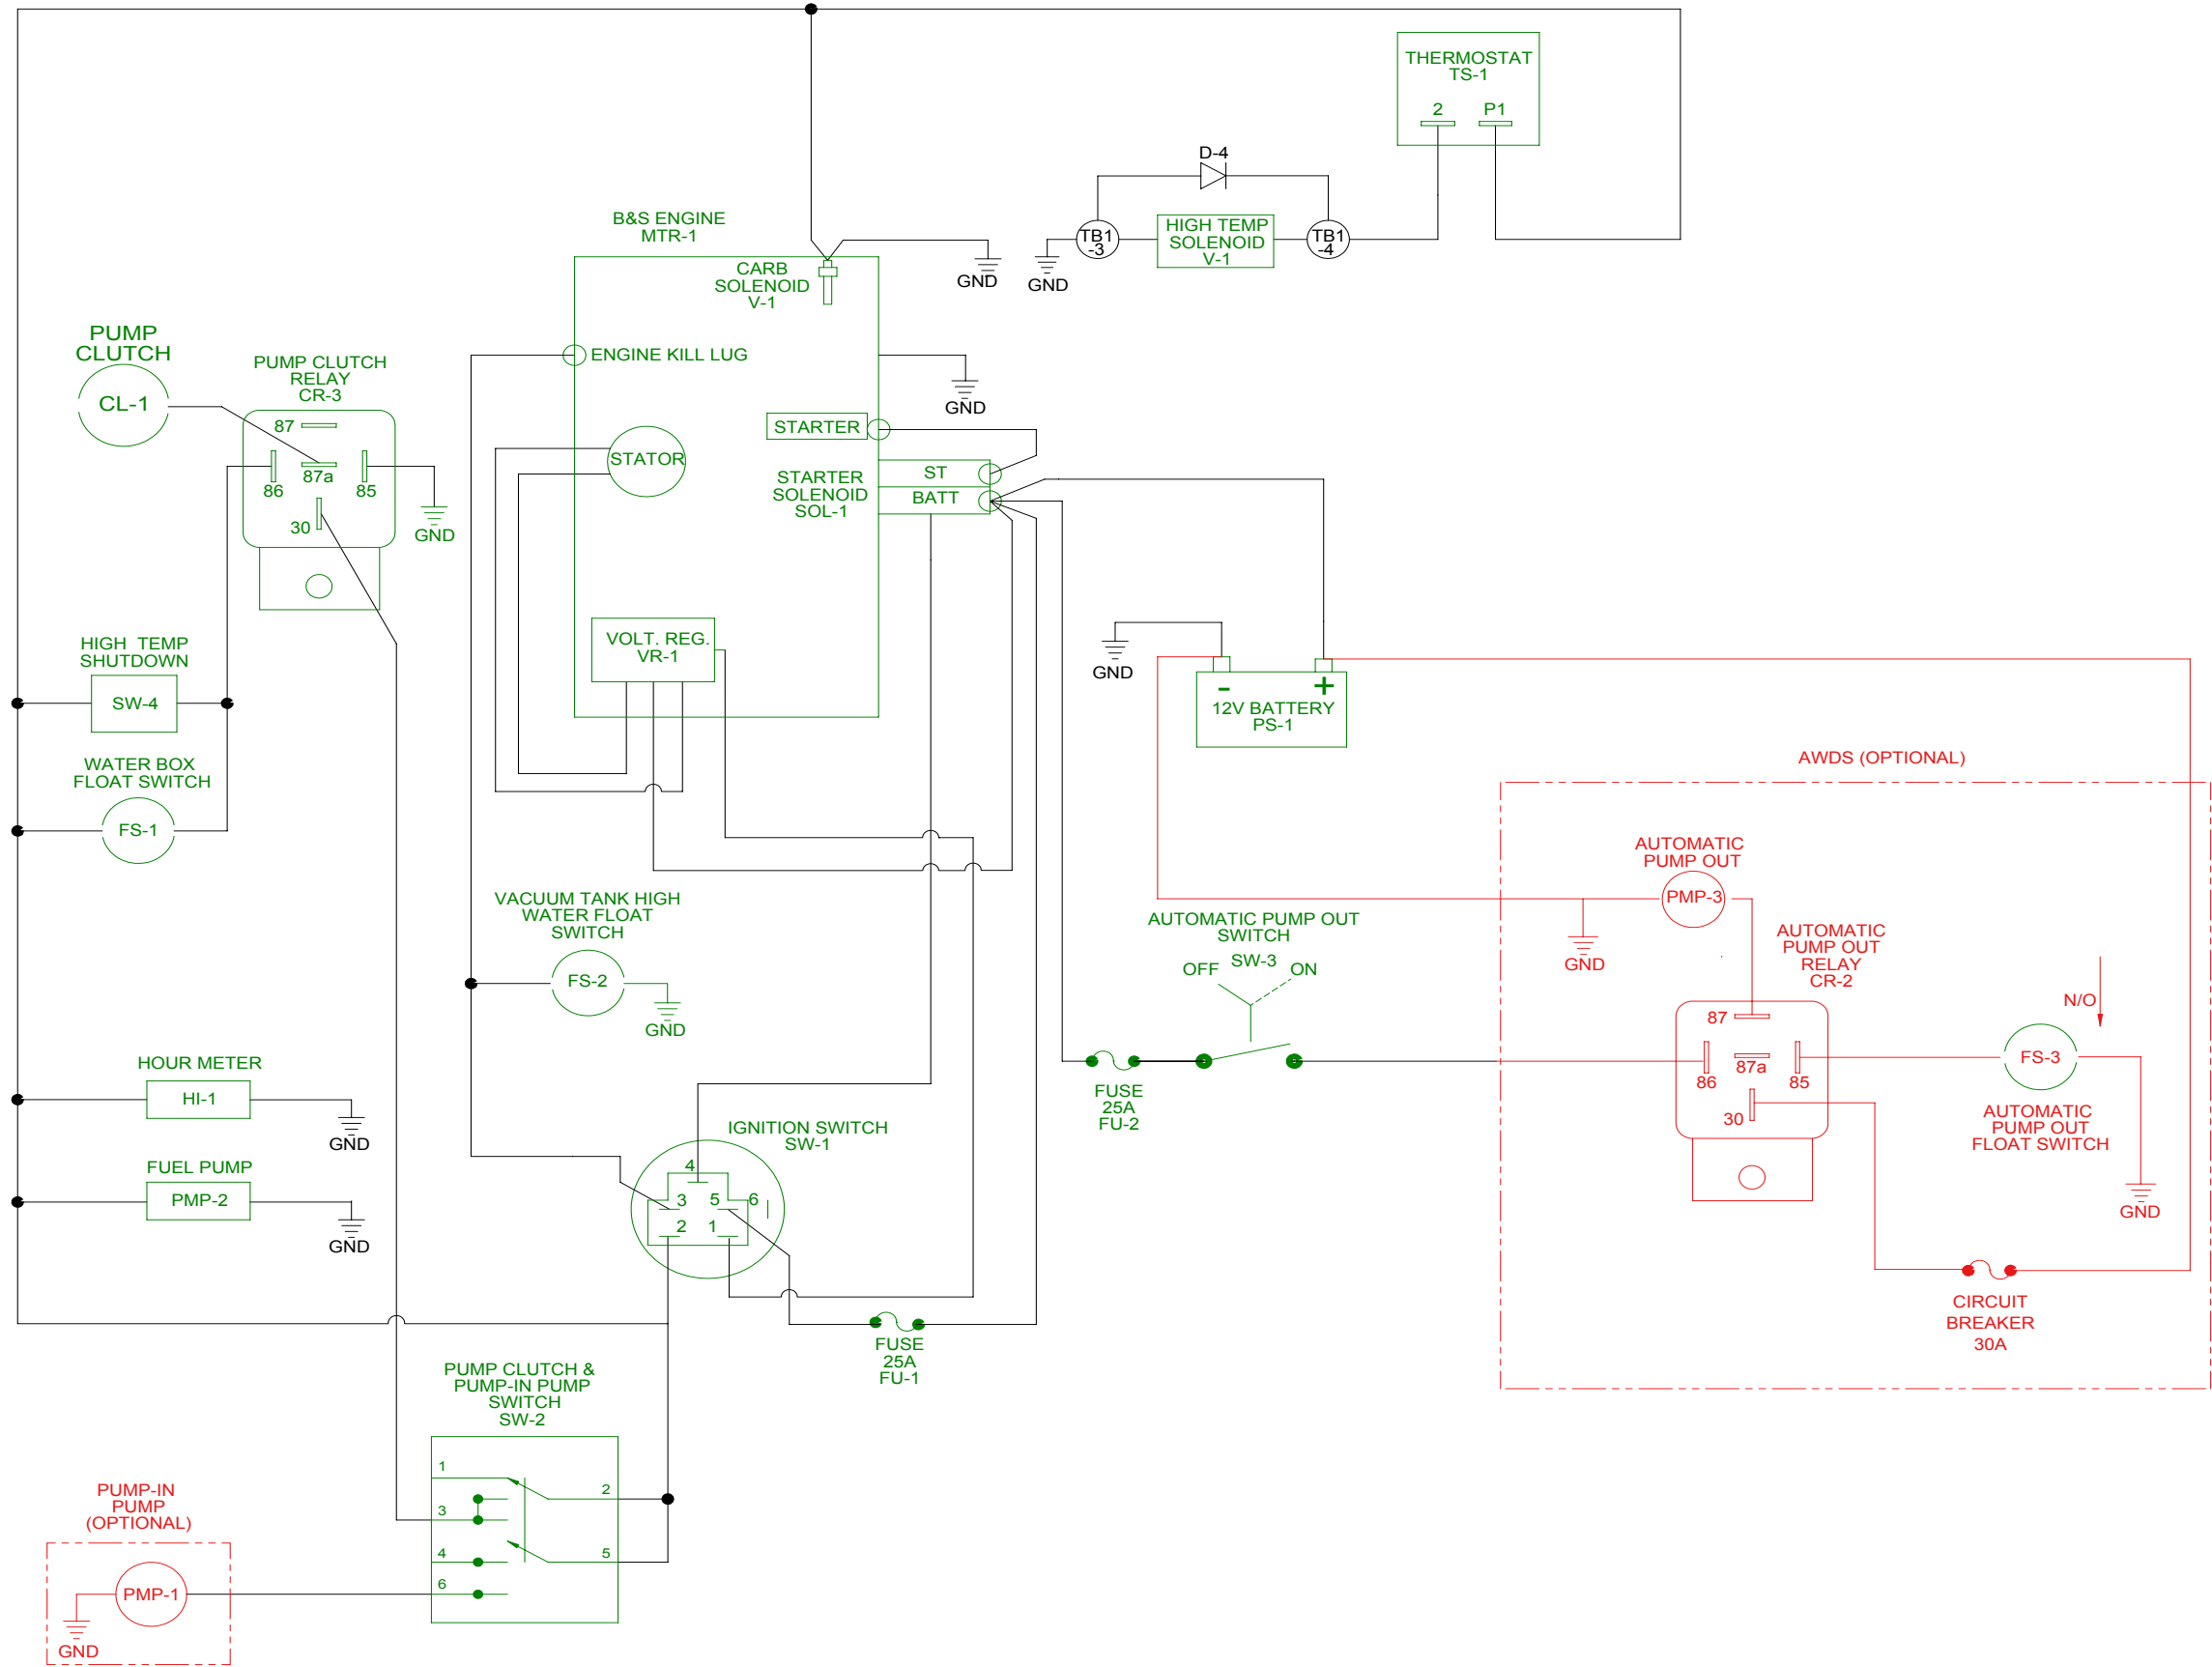 THERMOSTAT
TS-1
2
P1
D-4
TB1
-3
HIGH TEMP
SOLENOID
V-1
TB1
-4
GND
B&S ENGINE
MTR-1
CARB
SOLENOID
V-1
GND
ENGINE KILL LUG
GND
STARTER
STATOR
STARTER
SOLENOID
SOL-1
ST
BATT
VOLT. REG.
VR-1
PUMP
CLUTCH
CL-1
PUMP CLUTCH
RELAY
CR-3
87
86
87a
85
30
GND
HIGH TEMP
SHUTDOWN
SW-4
WATER BOX
FLOAT SWITCH
FS-1
GND
-
+
12V BATTERY
PS-1
AWDS (OPTIONAL)
AUTOMATIC
PUMP OUT
PMP-3
GND
AUTOMATIC
PUMP OUT
RELAY
CR-2
87
86
87a
85
30
N/O
FS-3
AUTOMATIC
PUMP OUT
FLOAT SWITCH
GND
CIRCUIT
BREAKER
30A
VACUUM TANK HIGH
WATER FLOAT
SWITCH
FS-2
GND
AUTOMATIC PUMP OUT
SWITCH
SW-3
OFF
ON
FUSE
25A
FU-2
HOUR METER
HI-1
GND
FUEL PUMP
PMP-2
GND
IGNITION SWITCH
SW-1
4
3
5
6
2
1
FUSE
25A
FU-1
PUMP CLUTCH &
PUMP-IN PUMP
SWITCH
SW-2
1
2
3
4
5
6
PUMP-IN
PUMP
(OPTIONAL)
PMP-1
GND